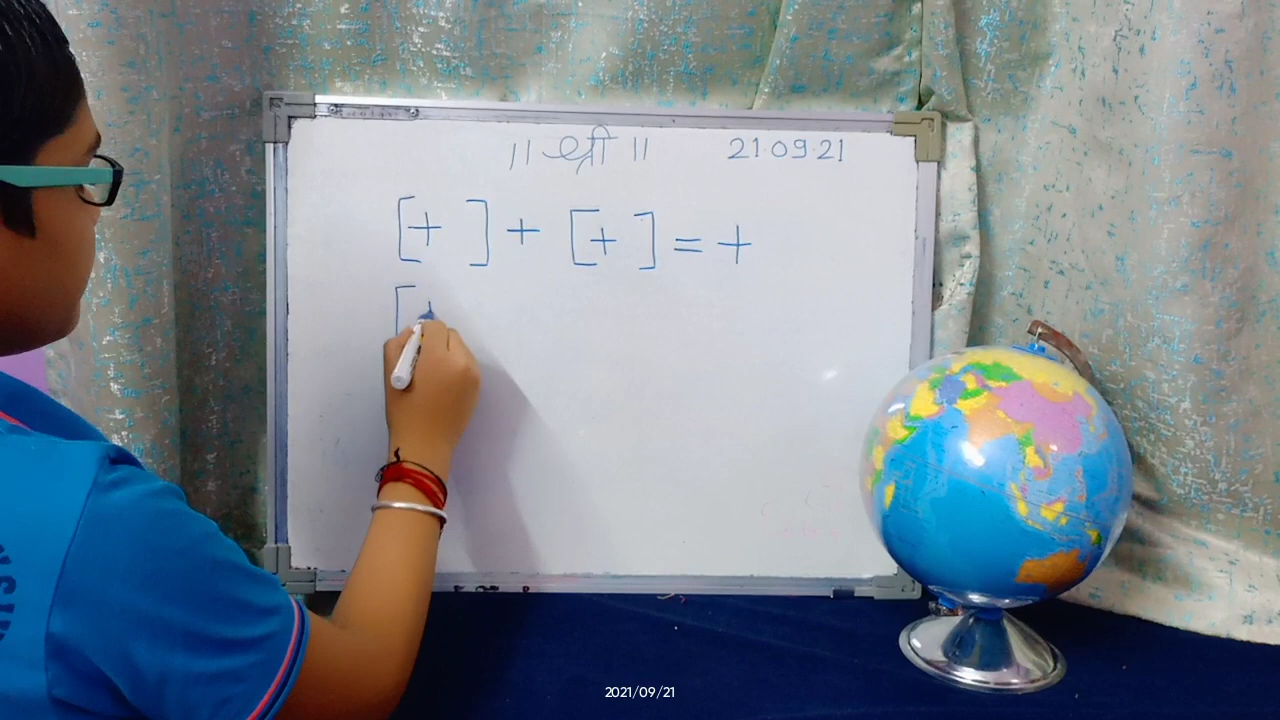 ॥ श्री ॥ 21.09.21
[+ ] + [+ ] = +
[
2021/09/21